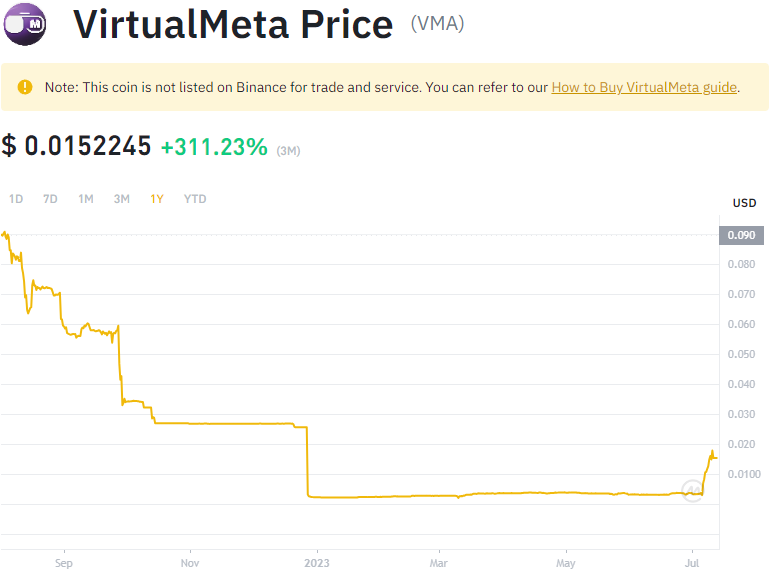 M
VirtualMeta Price (VMA)
! Note: This coin is not listed on Binance for trade and service. You can refer to our How to Buy VirtualMeta guide.
$ 0.0152245 +311.23% (3M)
1D 7D 1M 3M 1Y YTD
USD
0.090
0.080
0.070
0.060
0.050
0.040
0.030
0.020
0.0100
Sep Nov 2023 Mar May Jul